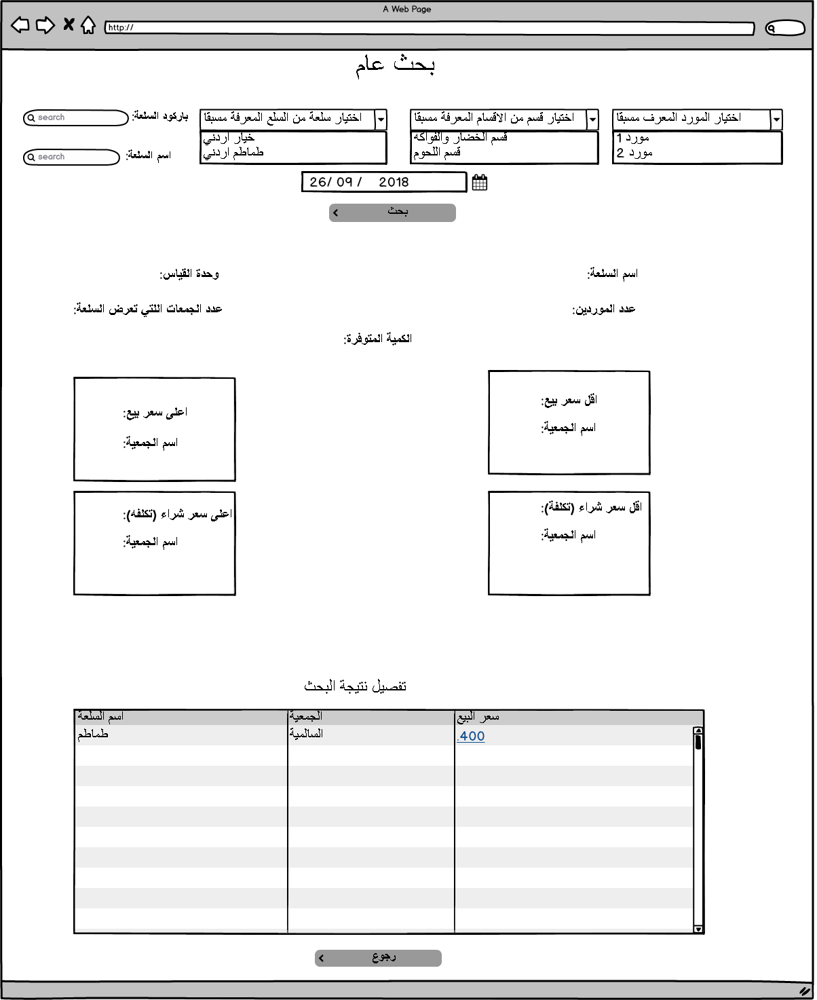 A Web Page
http://
بحث عام
اختيار المورد المعرف مسبقا
مورد 1
مورد 2
اختيار قسم من الاقسام المعرفة مسبقا
قسم الخضار والفواكه
قسم اللحوم
اختيار سلعة من السلع المعرفة مسبقا
خيار اردني
طماطم اردني
باركود السلعة:
search
اسم السلعة:
search
26/ 09 / 2018
بحث
اسم السلعة:
وحدة القياس:
عدد الموردين:
عدد الجمعات اللتي تعرض السلعة:
الكمية المتوفرة:
اقل سعر بيع:
اسم الجمعية:
اعلى سعر بيع:
اسم الجمعية:
اقل سعر شراء (تكلفة):
اسم الجمعية:
اعلى سعر شراء (تكلفه):
اسم الجمعية:
تفصيل نتيجة البحث
سعر البيع الجمعية اسم السلعة
.400 السالمية طماطم
رجوع